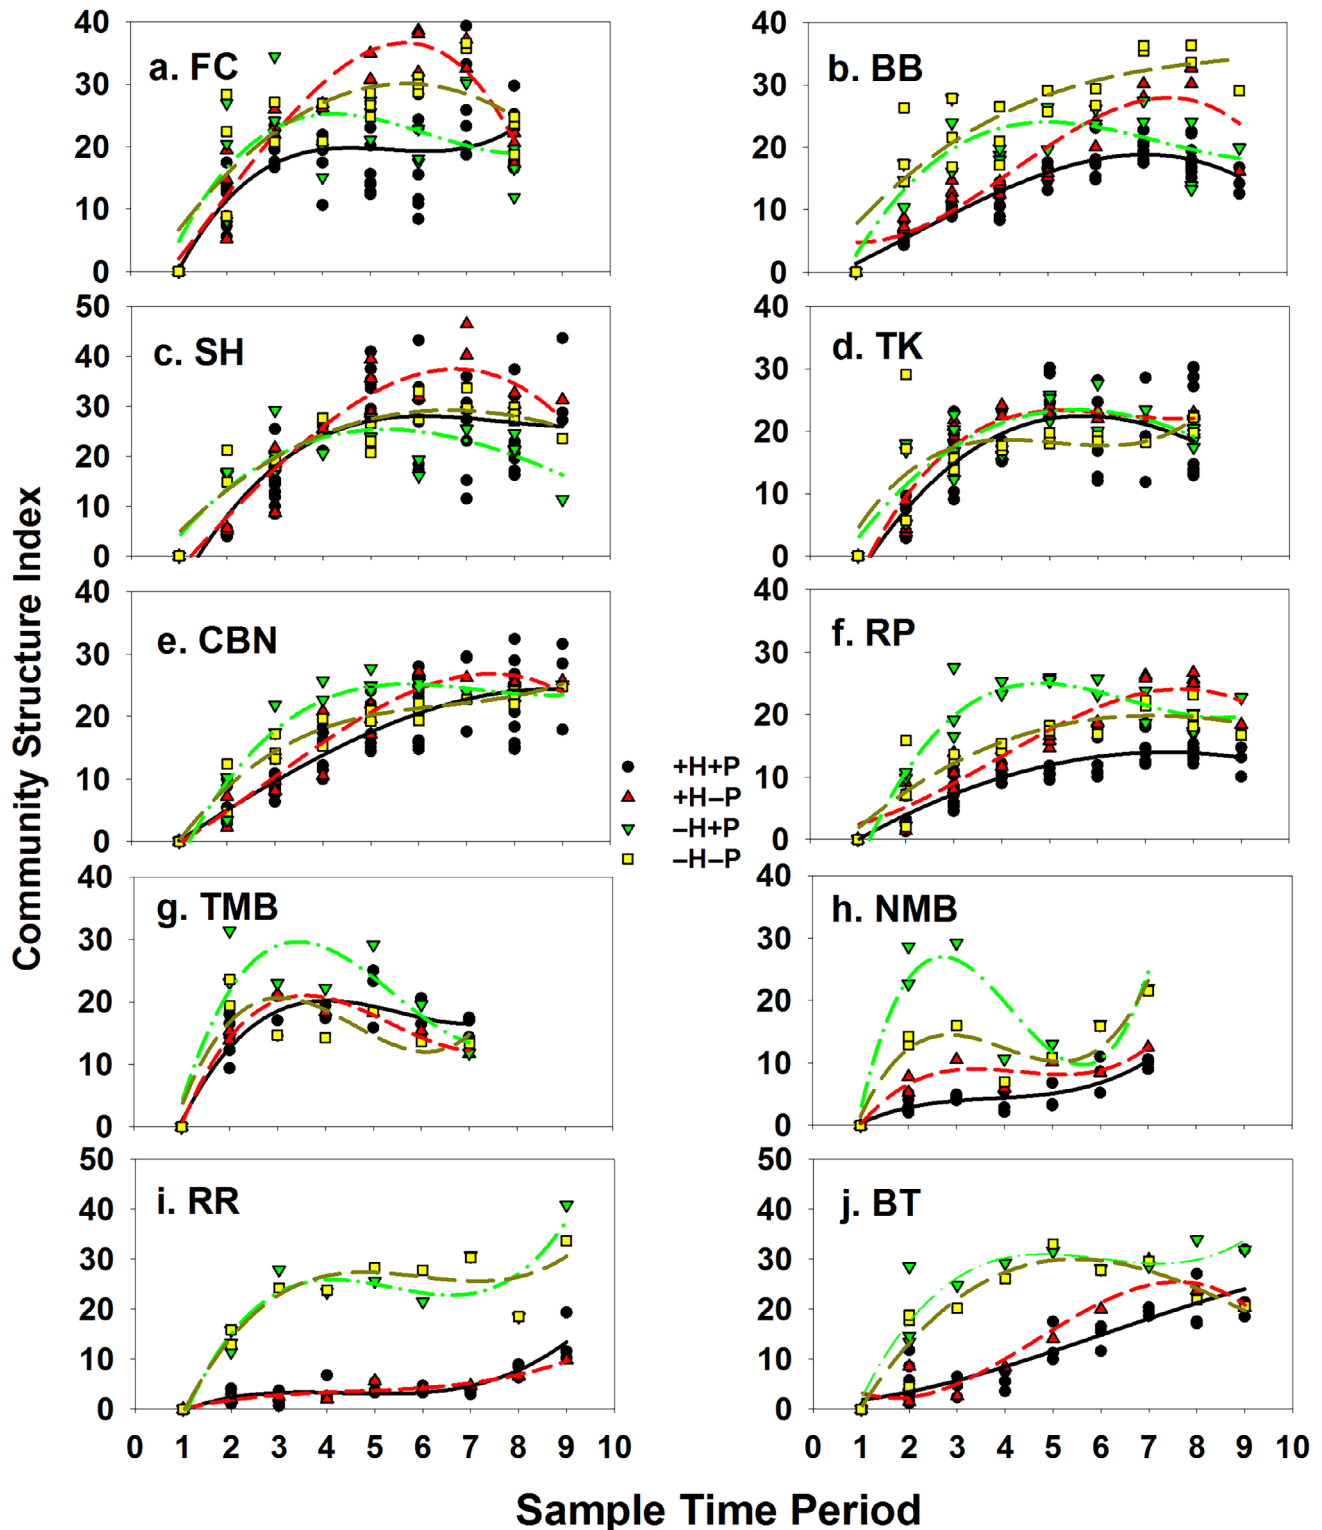 40
30
20
10
0
a. FC
40
30
20
10
0
b. BB
50
40
30
20
10
0
c. SH
40
30
20
10
0
d. TK
40
30
20
10
0
e. CBN
40
30
20
10
0
f. RP
+H+P
+H–P
–H+P
–H–P
40
30
20
10
0
g. TMB
40
30
20
10
0
h. NMB
50
40
30
20
10
0
i. RR
0 1 2 3 4 5 6 7 8 9 10
50
40
30
20
10
0
j. BT
0 1 2 3 4 5 6 7 8 9 10
Community Structure Index
Sample Time Period